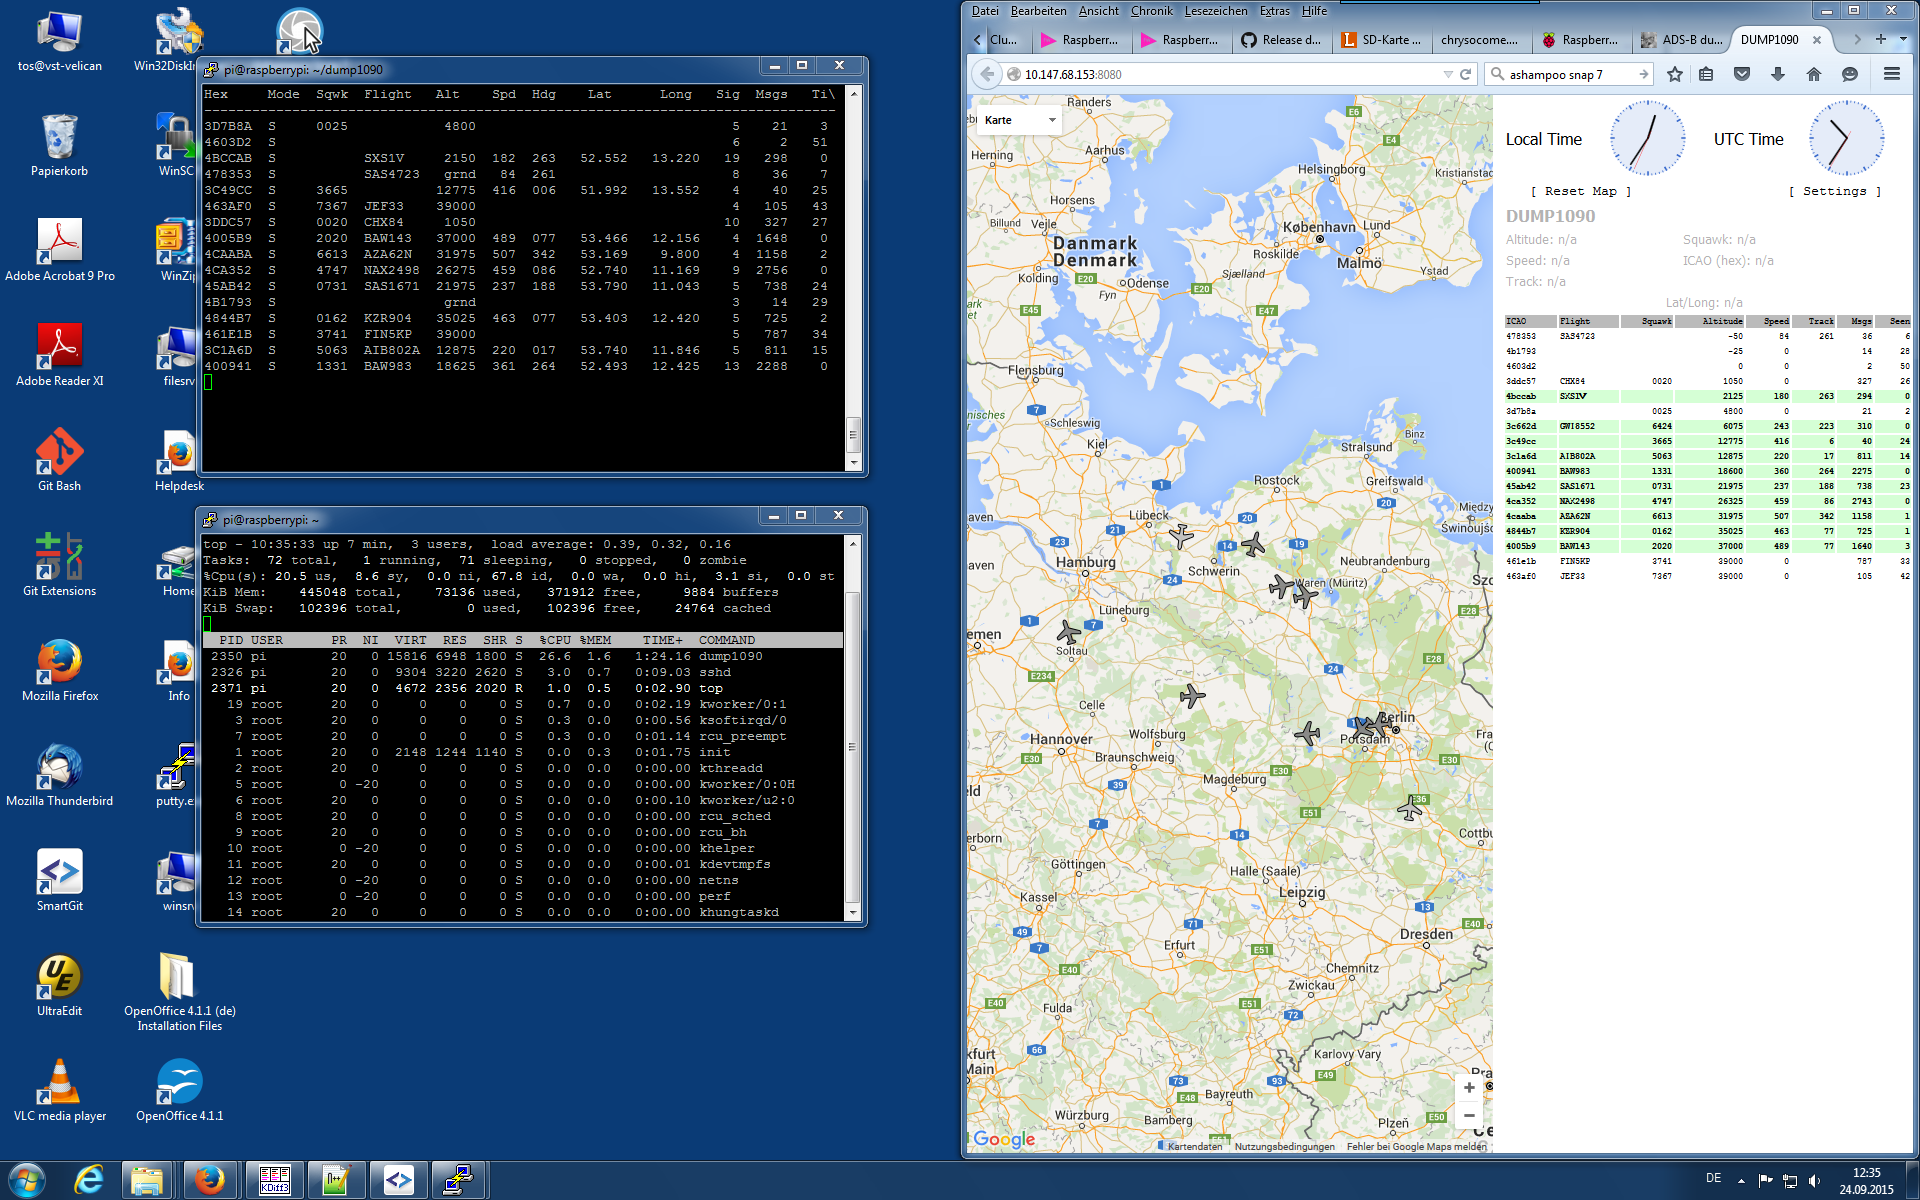 tos@vst-velican
Papierkorb
Adobe Acrobat 9 Pro
Adobe Reader XI
Git Bash
Git Extensions
Mozilla Firefox
Mozilla Thunderbird
SmartGit
UltraEdit
VLC media player
Helpdesk
Info
OpenOffice 4.1.1 (de)
Installation Files
OpenOffice 4.1.1
pi@raspberrypi: ~/dump1090
Hex Mode Sqwk Flight Alt Spd Hdg Lat Long Sig Msgs Ti\
3D7B8A S 0025 4800 5 21 3
4603D2 S 6 2 51
4BCCAB S SXS1V 2150 182 263 52.552 13.220 19 298 0
478353 S SAS4723 grnd 84 261 8 36 7
3C49CC S 3665 12775 416 006 51.992 13.552 4 40 25
463AF0 S 7367 JEF33 39000 4 105 43
3DDC57 S 0020 CHX84 1050 10 327 27
4005B9 S 2020 BAW143 37000 489 077 53.466 12.156 4 1648 0
4CAABA S 6613 AZA62N 31975 507 342 53.169 9.800 4 1158 2
4CA352 S 4747 NAX2498 26275 459 086 52.740 11.169 9 2756 0
45AB42 S 0731 SAS1671 21975 237 188 53.790 11.043 5 738 24
4B1793 S grnd 3 14 29
4844B7 S 0162 KZR904 35025 463 077 53.403 12.420 5 725 2
461E1B S 3741 FIN5KP 39000 5 787 34
3C1A6D S 5063 AIB802A 12875 220 017 53.740 11.846 5 811 15
400941 S 1331 BAW983 18625 361 264 52.493 12.425 13 2288 0
pi@raspberrypi: ~
top - 10:35:33 up 7 min, 3 users, load average: 0.39, 0.32, 0.16
Tasks: 72 total, 1 running, 71 sleeping, 0 stopped, 0 zombie
%Cpu(s): 20.5 us, 8.6 sy, 0.0 ni, 67.8 id, 0.0 wa, 0.0 hi, 3.1 si, 0.0 st
KiB Mem: 445048 total, 73136 used, 371912 free, 9884 buffers
KiB Swap: 102396 total, 0 used, 102396 free, 24764 cached
PID USER PR NI VIRT RES SHR S %CPU %MEM TIME+ COMMAND
2350 pi 20 0 15816 6948 1800 S 26.6 1.6 1:24.16 dump1090
2326 pi 20 0 9304 3220 2620 S 3.0 0.7 0:09.03 sshd
2371 pi 20 0 4672 2356 2020 R 1.0 0.5 0:02.90 top
19 root 20 0 0 0 0 S 0.7 0.0 0:02.19 kworker/0:1
3 root 20 0 0 0 0 S 0.3 0.0 0:00.56 ksoftirqd/0
7 root 20 0 0 0 0 S 0.3 0.0 0:01.14 rcu_preempt
1 root 20 0 2148 1244 1140 S 0.0 0.3 0:01.75 init
2 root 20 0 0 0 0 S 0.0 0.0 0:00.00 kthreadd
5 root 0 -20 0 0 0 S 0.0 0.0 0:00.00 kworker/0:0H
6 root 20 0 0 0 0 S 0.0 0.0 0:00.10 kworker/u2:0
8 root 20 0 0 0 0 S 0.0 0.0 0:00.00 rcu_sched
9 root 20 0 0 0 0 S 0.0 0.0 0:00.00 rcu_bh
10 root 0 -20 0 0 0 S 0.0 0.0 0:00.00 khelper
11 root 20 0 0 0 0 S 0.0 0.0 0:00.01 kdevtmpfs
12 root 0 -20 0 0 0 S 0.0 0.0 0:00.00 netns
13 root 0 -20 0 0 0 S 0.0 0.0 0:00.00 perf
14 root 20 0 0 0 0 S 0.0 0.0 0:00.00 khungtaskd
Datei Bearbeiten Ansicht Chronik Lesezeichen Extras Hilfe
Clu... Raspberr... Raspberr... Release d... SD-Karte ... chrysocome.... Raspberr... ADS-B du... DUMP1090
10.147.68.153:8080
ashampoo snap 7
Karte
Randers
Aarhus
Herning
Horsens
Billund Vejle
Danmark
Denmark
Kolding
Odense
Fyn
Helsingborg
Kristianstad
København Lund
Roskilde
Malmö
Sjælland
Ystad
Flensburg
Schleswig
Kiel
Binz
Stralsund
Rostock
Greifswald
Lübeck
Hamburg
Schwerin
Neubrandenburg
Waren (Müritz)
Lüneburg
Soltau
Celle
Hannover
Wolfsburg
Braunschweig
Berlin
Potsdam
Magdeburg
Göttingen
Halle (Saale)
Leipzig
Kassel
Dresden
Erfurt
Chemnitz
Zwickau
Fulda
Karlovy Vary
Bayreuth
Würzburg
Bamberg
Plzeň
Google
Kartendaten Nutzungsbedingungen Fehler bei Google Maps melden
Local Time UTC Time
[ Reset Map ] [ Settings ]
DUMP1090
Altitude: n/a Squawk: n/a
Speed: n/a ICAO (hex): n/a
Track: n/a
Lat/Long: n/a
ICAO Flight Squawk Altitude Speed Track Msgs Seen
478353 SAS4723 -50 84 261 36 6
4b1793 -25 0 14 28
4603d2 0 0 2 50
3ddc57 CHX84 0020 1050 0 327 26
4bccab SXS1V 2125 180 263 294 0
3d7b8a 0025 4800 0 21 2
3c662d GWI8552 6424 6075 243 223 310 0
3c49cc 3665 12775 416 6 40 24
3c1a6d AIB802A 5063 12875 220 17 811 14
400941 BAW983 1331 18600 360 264 2275 0
45ab42 SAS1671 0731 21975 237 188 738 23
4ca352 NAX2498 4747 26325 459 86 2743 0
4caaba AZA62N 6613 31975 507 342 1158 1
4844b7 KZR904 0162 35025 463 77 725 1
4005b9 BAW143 2020 37000 489 77 1640 3
461e1b FIN5KP 3741 39000 0 787 33
463af0 JEF33 7367 39000 0 105 42
KDiff3
DE
12:35
24.09.2015